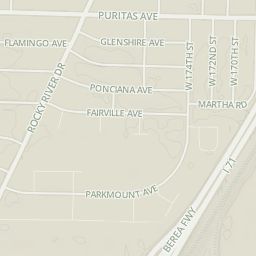 PURITAS AVE
FLAMINGO AVE
GLENSHIRE AVE
W 174TH ST
W 172ND ST
W 170TH ST
PONCIANA AVE
MARTHA RD
FAIRVILLE AVE
ROCKY RIVER DR
I 71
PARKMOUNT AVE
BEREA FWY